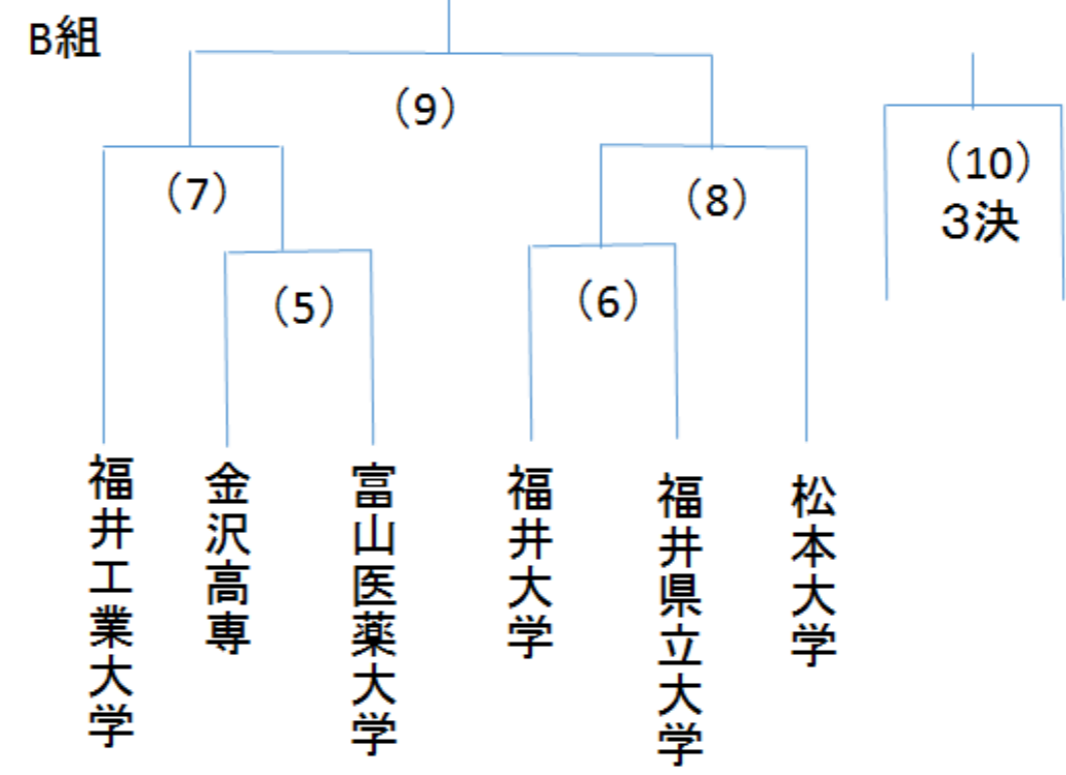 B組
（9）
（10）
3決
（7）
（8）
（5）
（6）
福井工業大学
金沢高専
富山医薬大学
福井大学
福井県立大学
松本大学